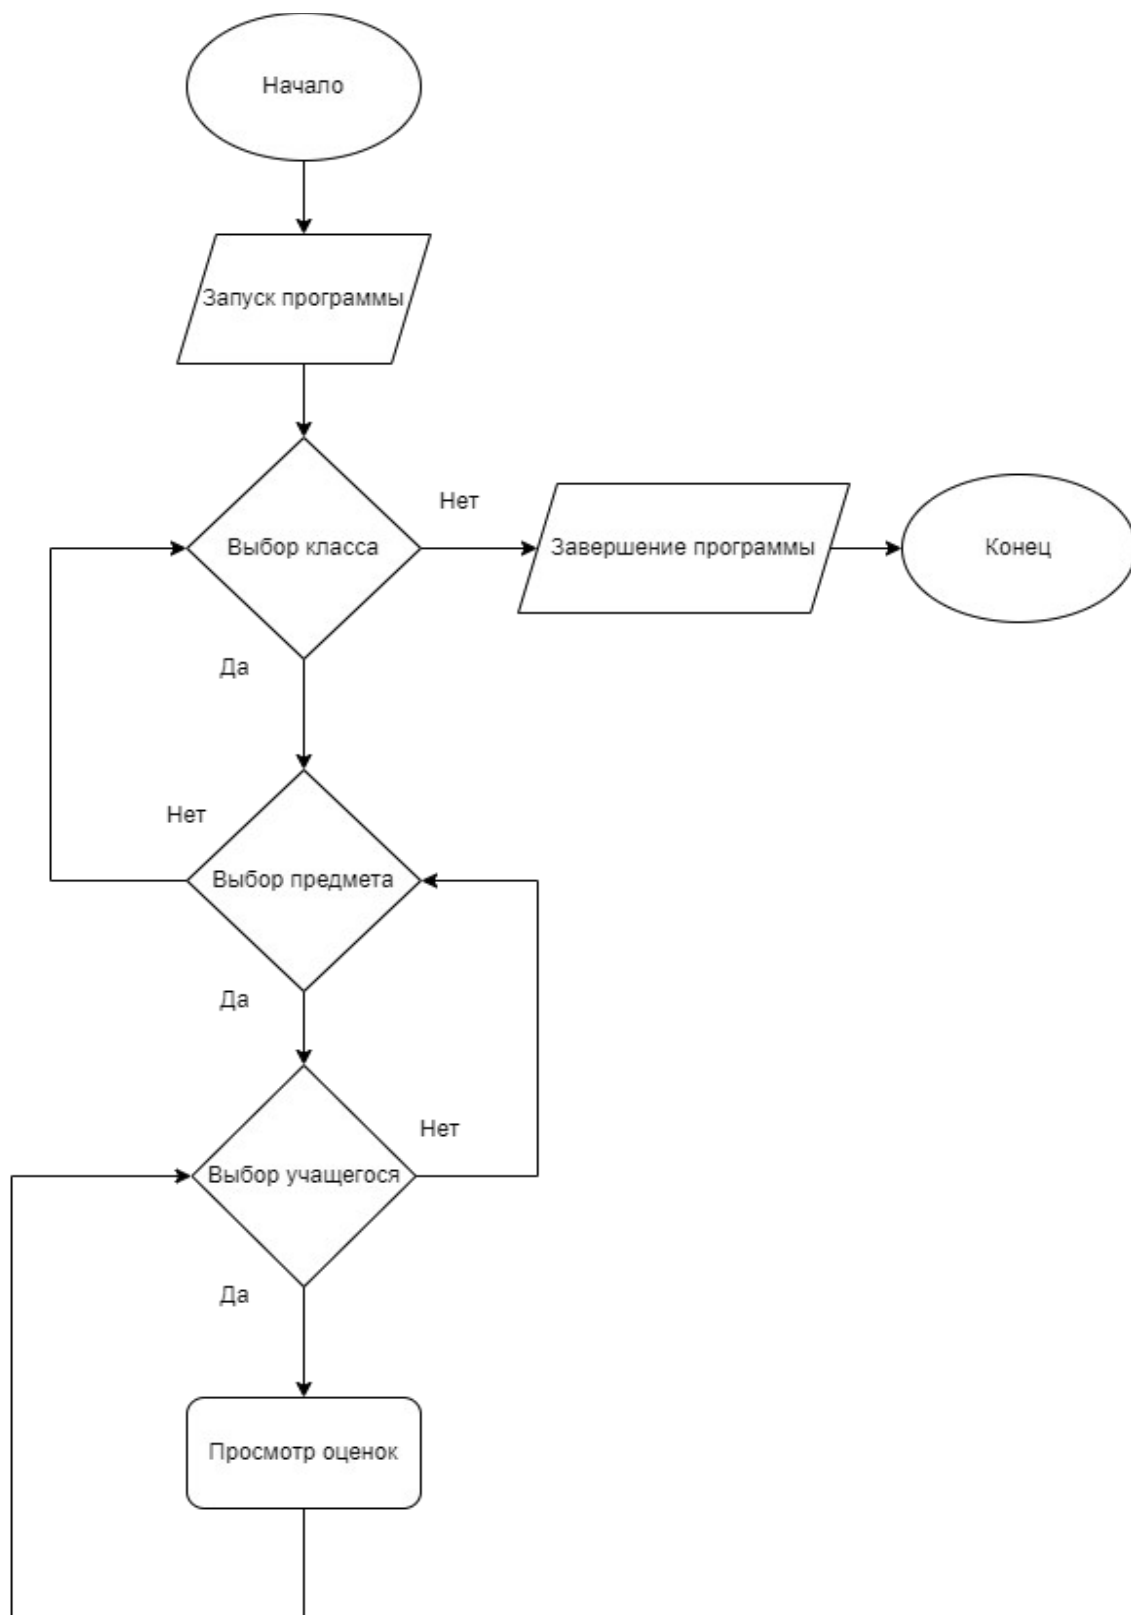 Начало
Запуск программы
Нет
Выбор класса
Завершение программы
Конец
Да
Нет
Выбор предмета
Да
Нет
Выбор учащегося
Да
Просмотр оценок